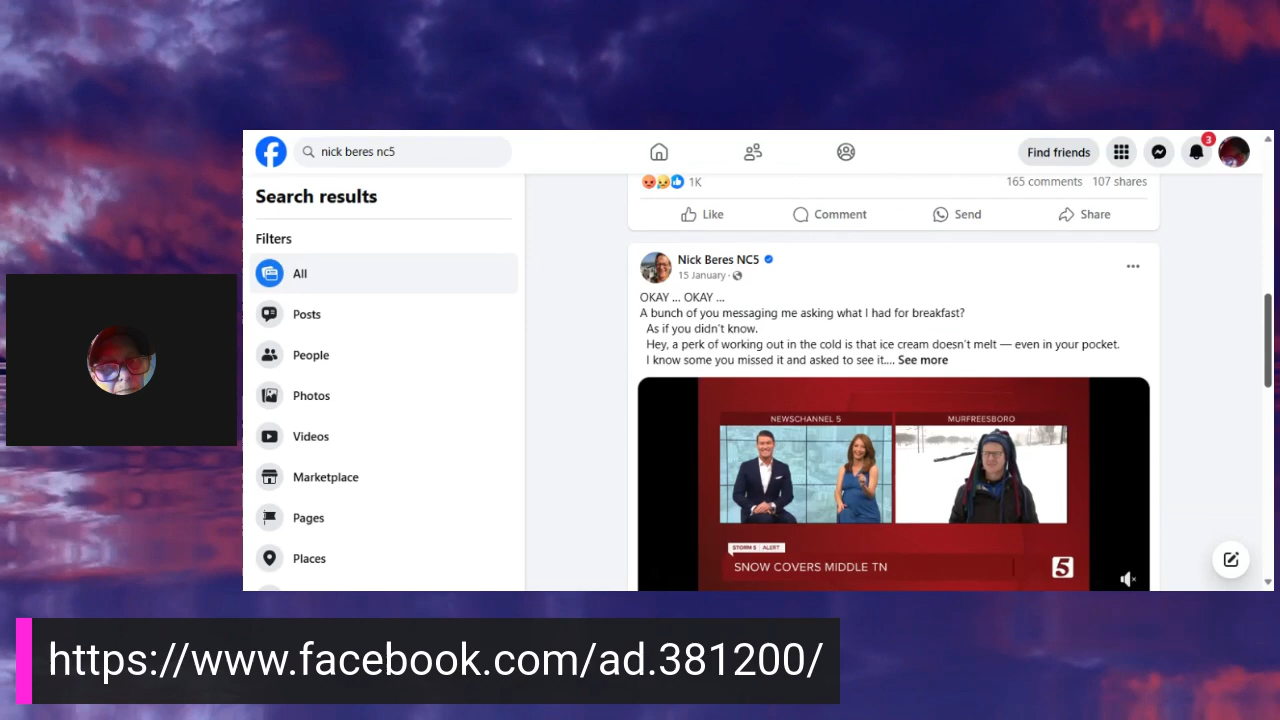 nick beres nc5
Find friends
3
Search results
Filters
All
Posts
People
Photos
Videos
Marketplace
Pages
Places
1K
165 comments 107 shares
Like Comment Send Share
Nick Beres NC5
15 January ·
OKAY ... OKAY ...
A bunch of you messaging me asking what I had for breakfast?
As if you didn't know.
Hey, a perk of working out in the cold is that ice cream doesn't melt — even in your pocket.
I know some you missed it and asked to see it.... See more
NEWSCHANNEL 5 MURFREESBORO
STORM 5 ALERT
SNOW COVERS MIDDLE TN
5
https://www.facebook.com/ad.381200/